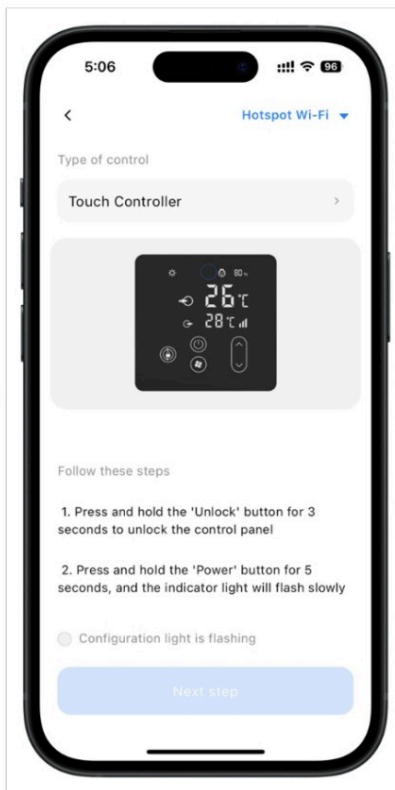 5:06
96
Hotspot Wi-Fi
Type of control
Touch Controller
80%
26℃
28℃
Follow these steps
1. Press and hold the 'Unlock' button for 3
seconds to unlock the control panel
2. Press and hold the 'Power' button for 5
seconds, and the indicator light will flash slowly
Configuration light is flashing
Next step